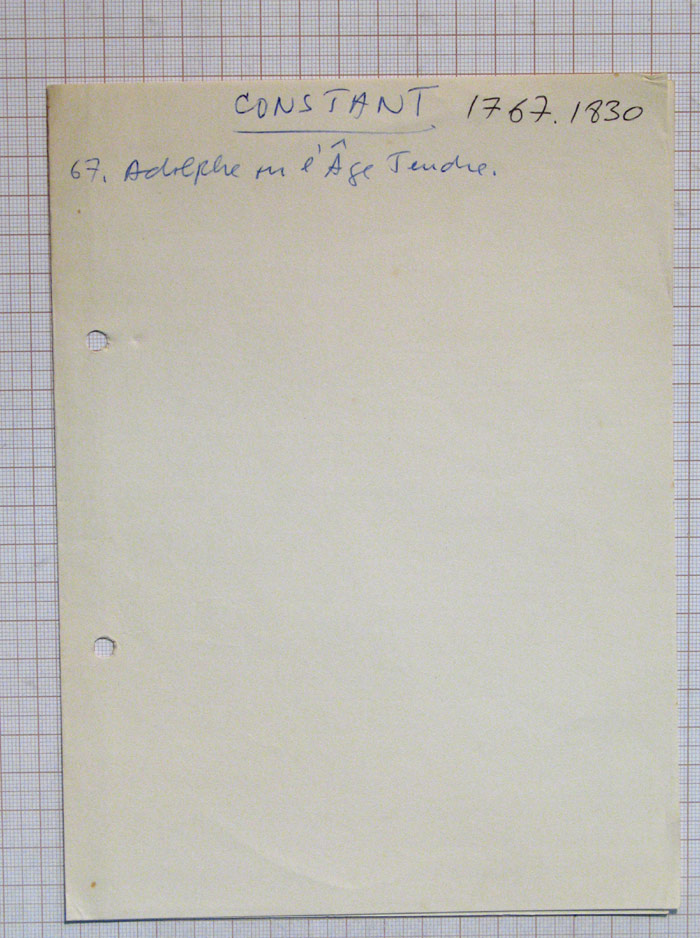 CONSTANT 1767.1830
67. Adolphe ou l'Âge Tendre.